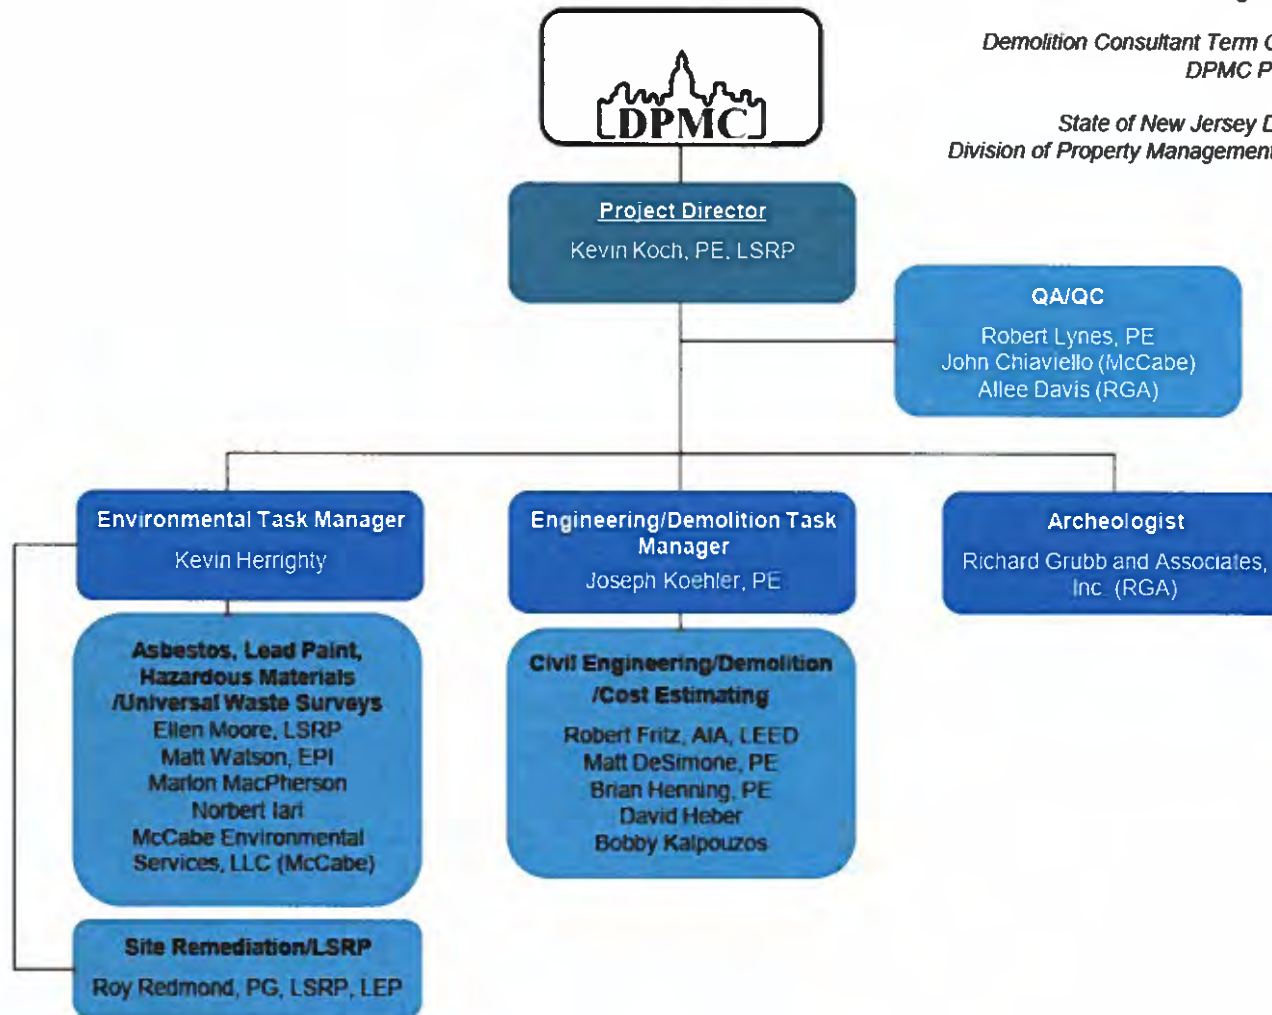 Demolition Consultant Term
DPMC
State of New Jersey
Division of Property Management
DPMC
Project Director
Kevin Koch, PE, LSRP
QA/QC
Robert Lynes, PE
John Chiaviello (McCabe)
Allee Davis (RGA)
Environmental Task Manager
Kevin Herrighty
Engineering/Demolition Task
Manager
Joseph Koehler, PE
Archeologist
Richard Grubb and Associates,
Inc. (RGA)
Asbestos, Lead Paint,
Hazardous Materials
/Universal Waste Surveys
Ellen Moore, LSRP
Matt Watson, EPI
Marlon MacPherson
Norbert Iari
McCabe Environmental
Services, LLC (McCabe)
Civil Engineering/Demolition
/Cost Estimating
Robert Fritz, AIA, LEED
Matt DeSimone, PE
Brian Henning, PE
David Heber
Bobby Kalpouzos
Site Remediation/LSRP
Roy Redmond, PG, LSRP, LEP